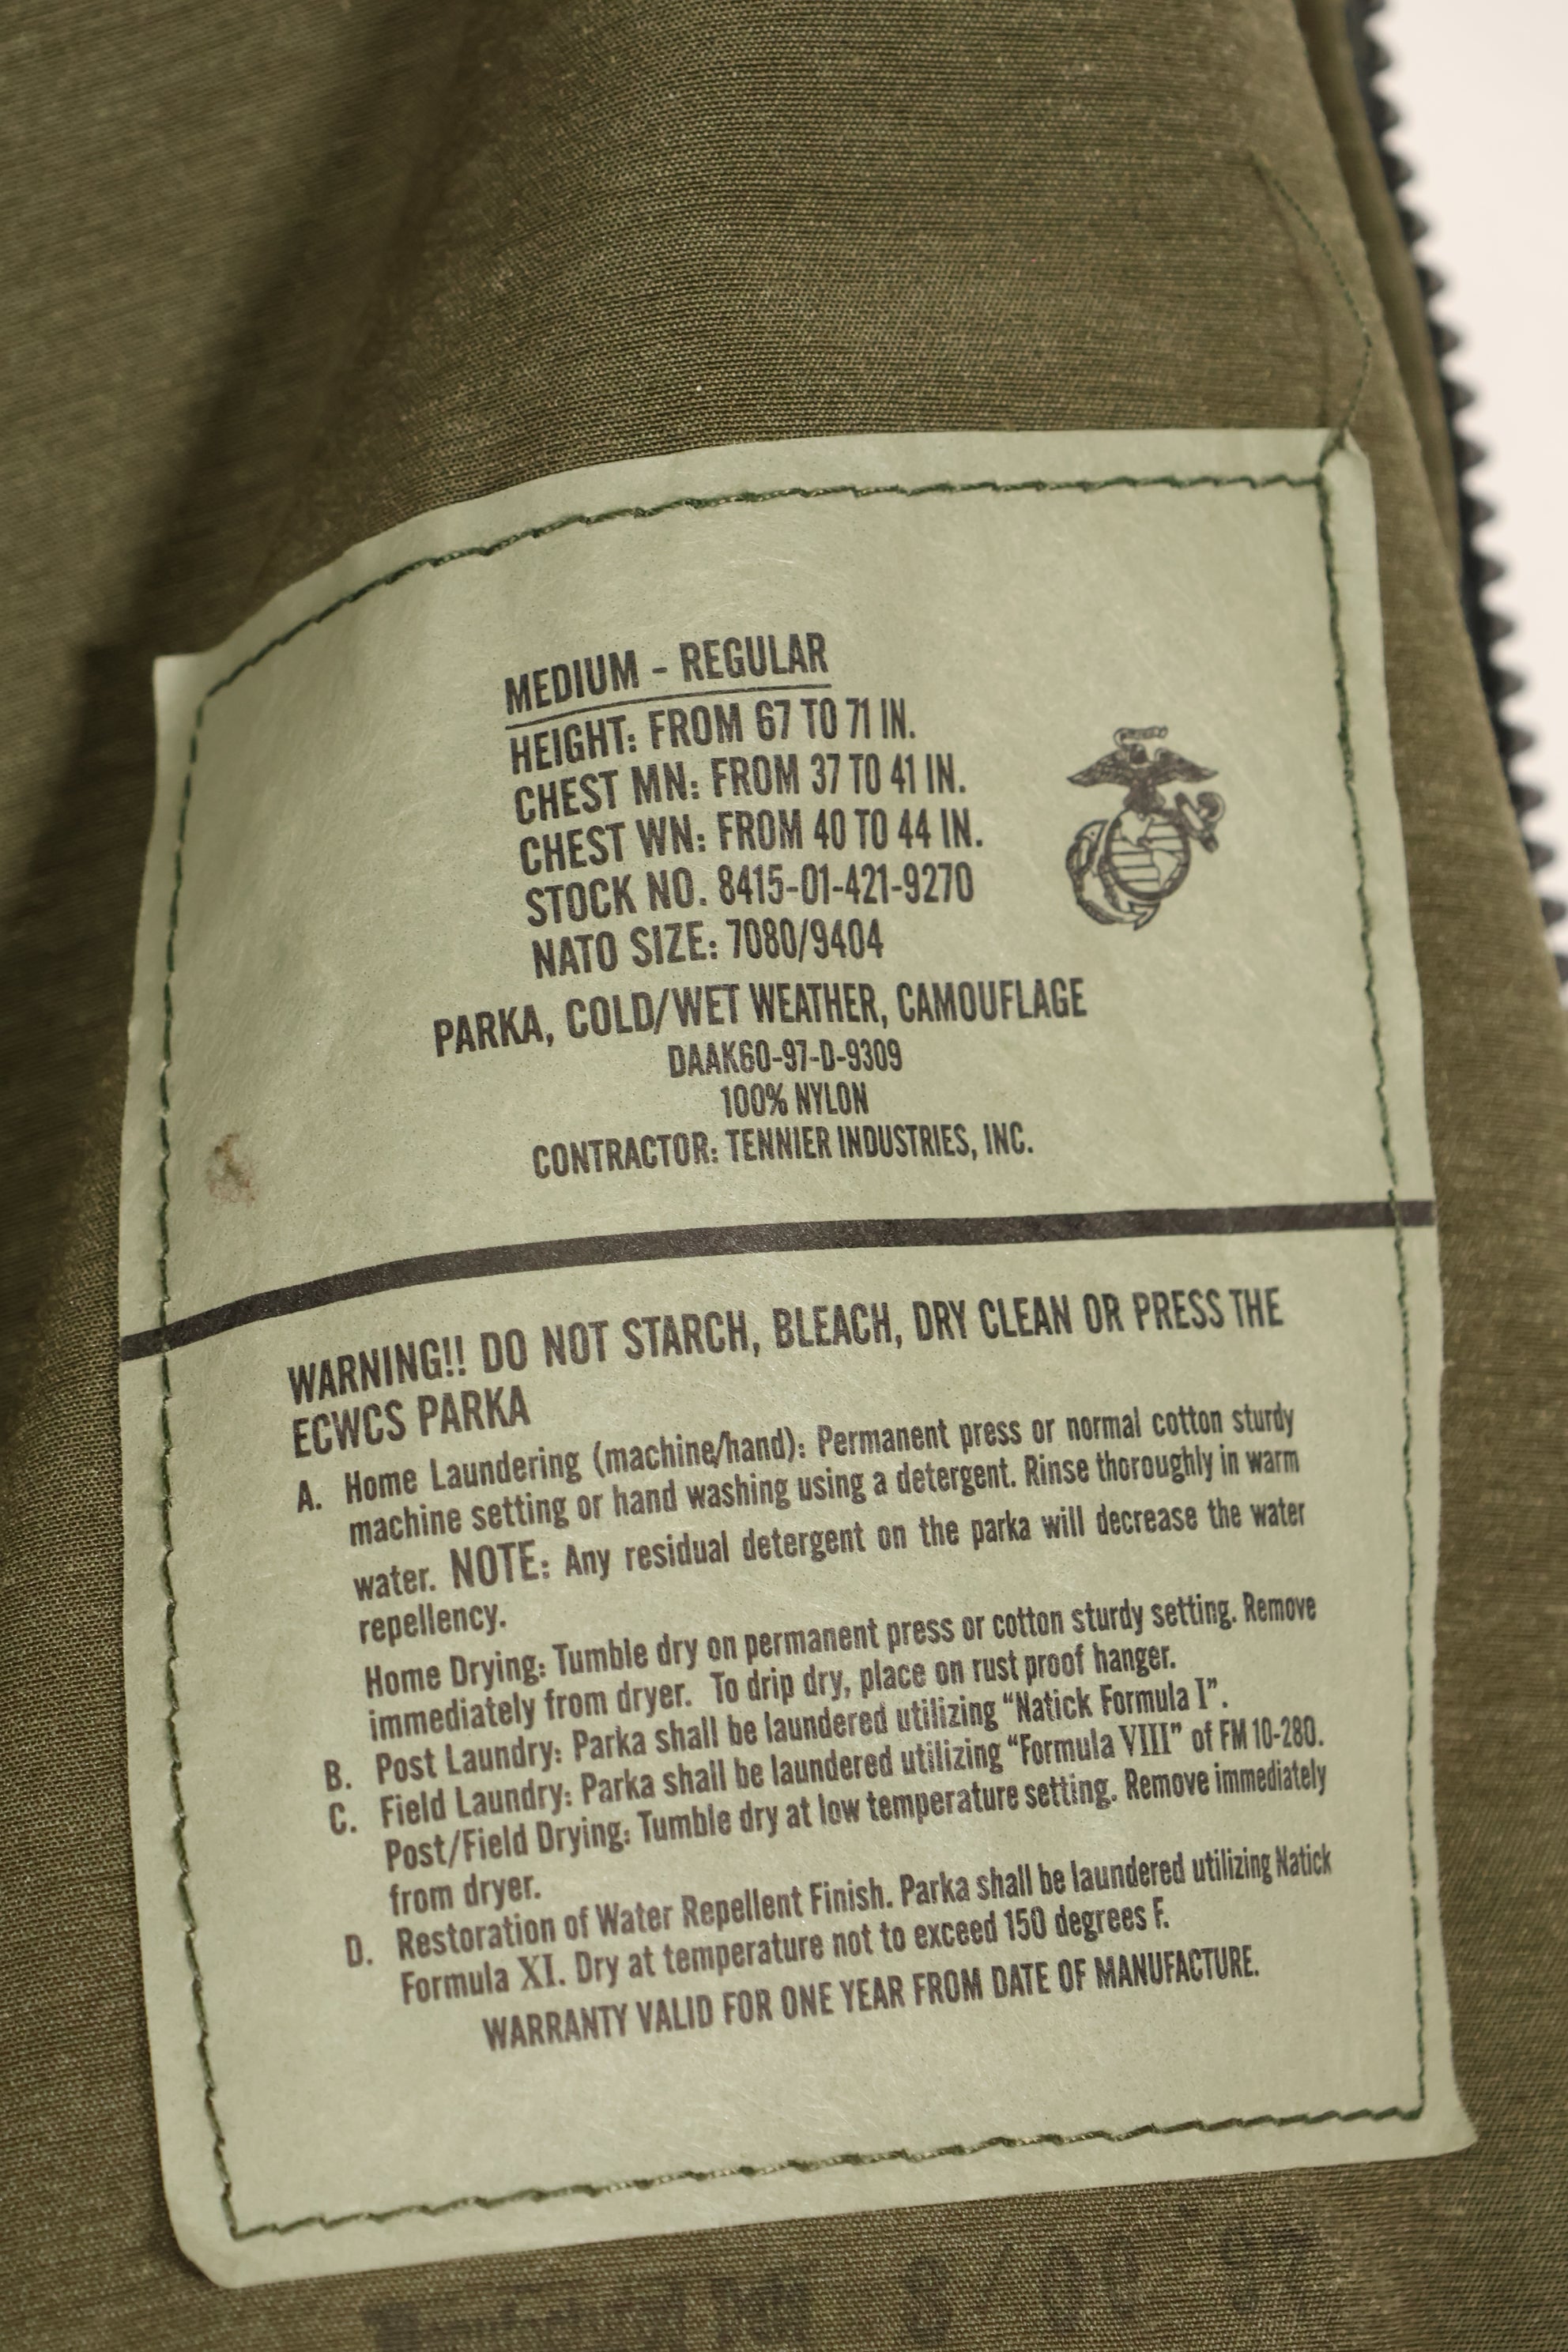 MEDIUM - REGULAR
HEIGHT: FROM 67 TO 71 IN.
CHEST MN: FROM 37 TO 41 IN.
CHEST WN: FROM 40 TO 44 IN.
STOCK NO. 8415-01-421-9270
NATO SIZE: 7080/9404
PARKA, COLD/WET WEATHER, CAMOUFLAGE
DAAK60-97-D-9309
100% NYLON
CONTRACTOR: TENNIER INDUSTRIES, INC.
WARNING!! DO NOT STARCH, BLEACH, DRY CLEAN OR PRESS THE
ECWCS PARKA
A. Home Laundering (machine/hand): Permanent press or normal cotton sturdy
machine setting or hand washing using a detergent. Rinse thoroughly in warm
water. NOTE: Any residual detergent on the parka will decrease the water
repellency.
Home Drying: Tumble dry on permanent press or cotton sturdy setting. Remove
immediately from dryer. To drip dry, place on rust proof hanger.
B. Post Laundry: Parka shall be laundered utilizing "Natick Formula I".
C. Field Laundry: Parka shall be laundered utilizing "Formula VIII" of FM 10-280.
Post/Field Drying: Tumble dry at low temperature setting. Remove immediately
from dryer.
D. Restoration of Water Repellent Finish. Parka shall be laundered utilizing Natick
Formula XI. Dry at temperature not to exceed 150 degrees F.
WARRANTY VALID FOR ONE YEAR FROM DATE OF MANUFACTURE.